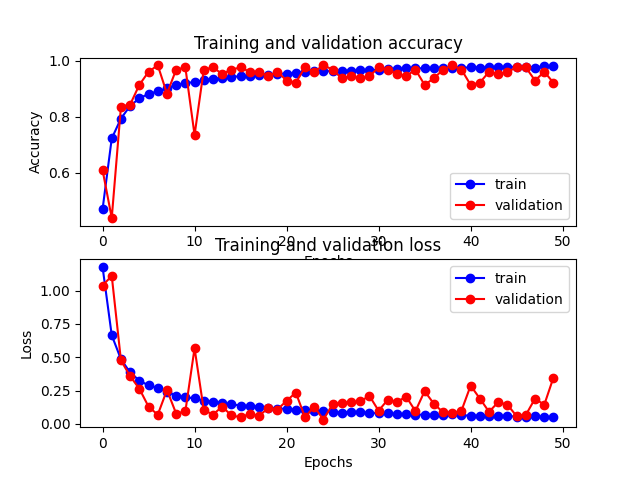 Training and validation accuracy
1.0
0.8
0.6
Accuracy
train
validation
0 10 20 30 40 50
Epochs
Training and validation loss
1.00
0.75
0.50
0.25
0.00
Loss
train
validation
0 10 20 30 40 50
Epochs